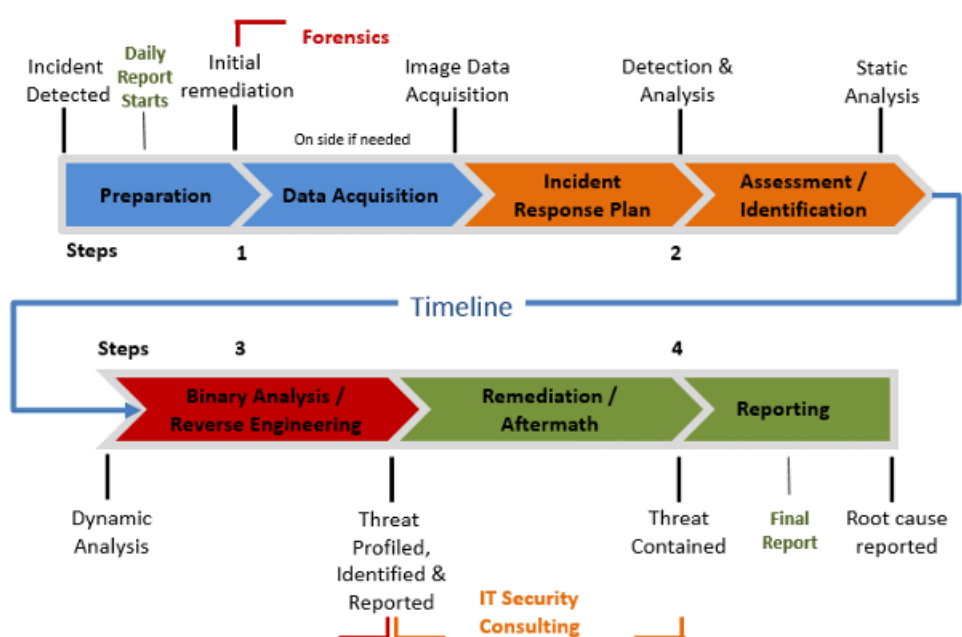 Forensics
Incident
Detected
Daily
Report
Starts
Initial
remediation
Image Data
Acquisition
Detection &
Analysis
Static
Analysis
On side if needed
Preparation
Data Acquisition
Incident
Response Plan
Assessment /
Identification
Steps
1
2
Timeline
Steps
3
4
Binary Analysis /
Reverse Engineering
Remediation /
Aftermath
Reporting
Dynamic
Analysis
Threat
Profiled,
Identified &
Reported
Threat
Contained
Final
Report
Root cause
reported
IT Security
Consulting